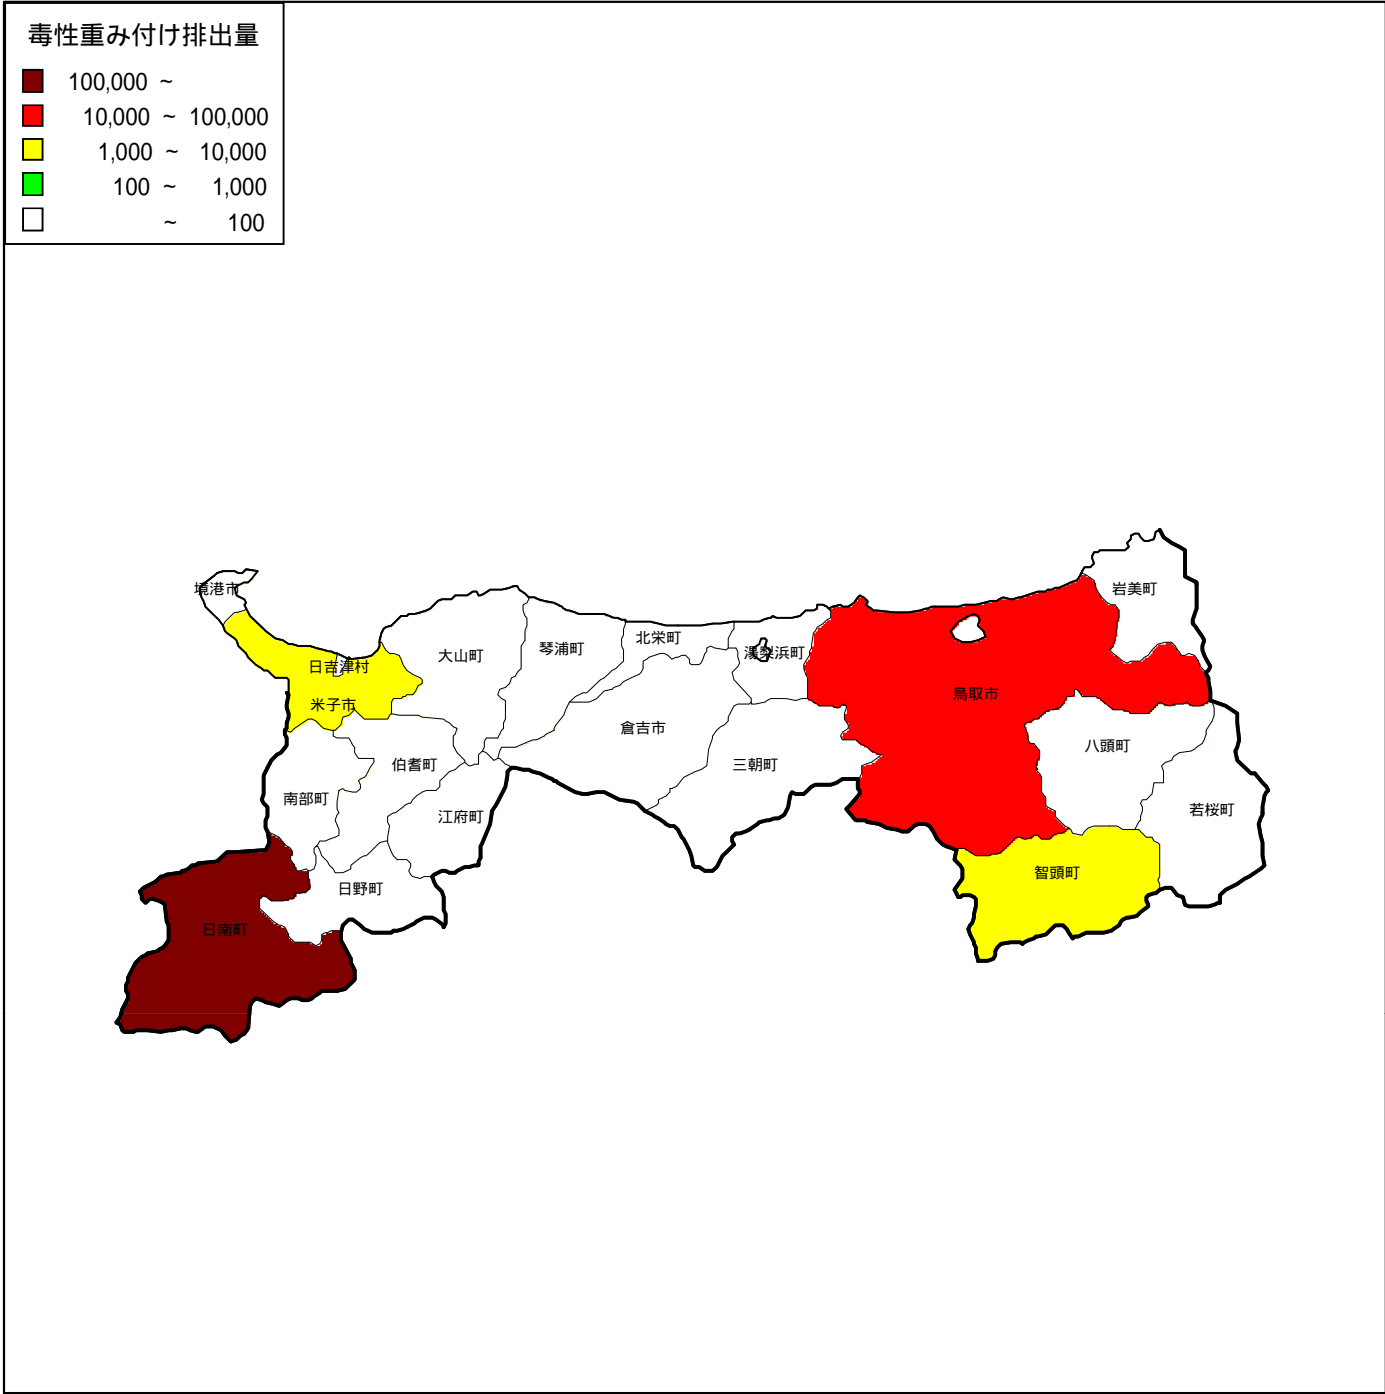 毒性重み付け排出量
100,000 ~
10,000 ~ 100,000
1,000 ~ 10,000
100 ~ 1,000
~ 100
境港市
岩美町
日吉津村
大山町
琴浦町
北栄町
湯梨浜町
米子市
鳥取市
倉吉市
八頭町
伯耆町
三朝町
南部町
江府町
若桜町
日野町
智頭町
日南町